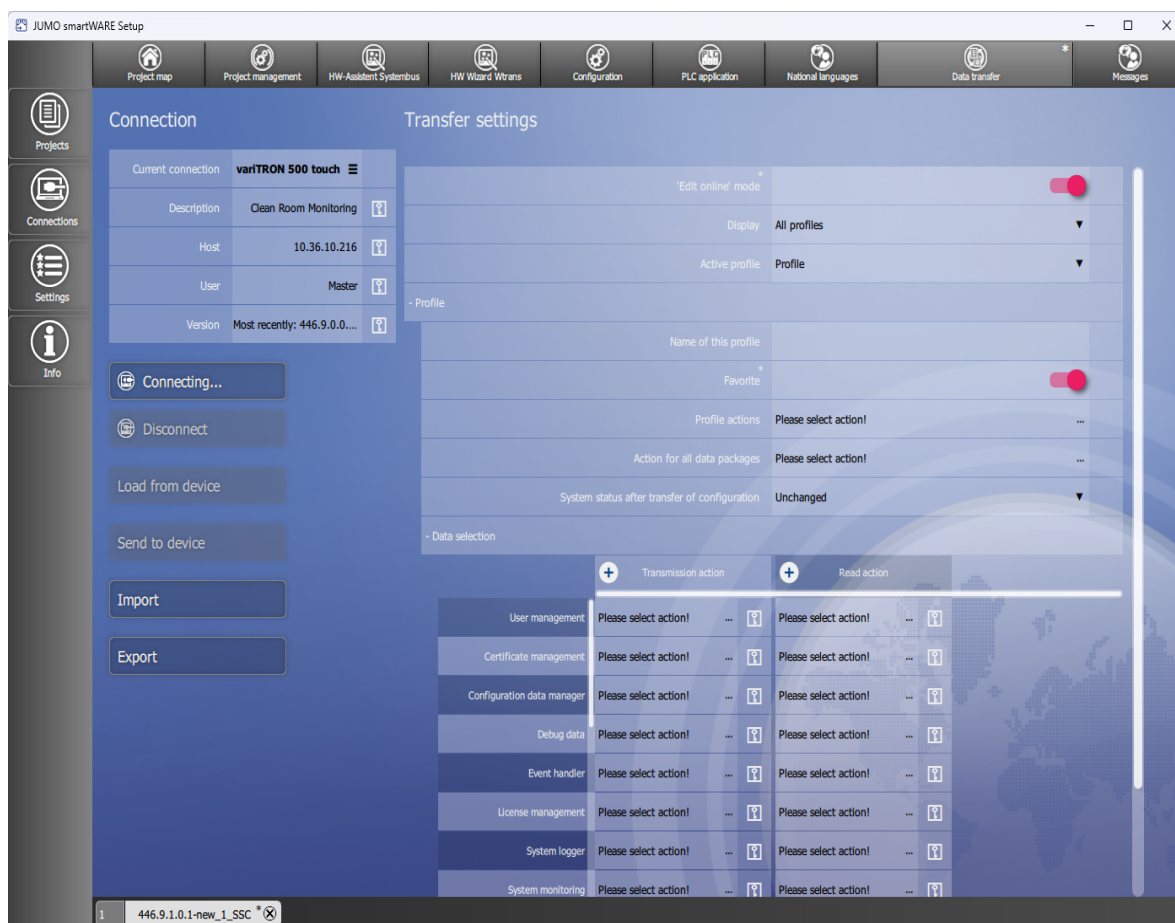 JUMO smartWARE Setup
Project map
Project management
HW-Assistent Systembus
HW Wizard Wtrans
Configuration
PLC application
National languages
Data transfer
*
Messages
Projects
Connections
Settings
Info
Connection
Current connection variTRON 500 touch
Description Clean Room Monitoring
Host 10.36.10.216
User Master
Version Most recently: 446.9.0.0....
Connecting...
Disconnect
Load from device
Send to device
Import
Export
Transfer settings
*
'Edit online' mode
Display All profiles
Active profile Profile
- Profile
Name of this profile
*
Favorite
Profile actions Please select action! ...
Action for all data packages Please select action! ...
System status after transfer of configuration Unchanged
- Data selection
+ Transmission action + Read action
User management Please select action! ... Please select action! ...
Certificate management Please select action! ... Please select action! ...
Configuration data manager Please select action! ... Please select action! ...
Debug data Please select action! ... Please select action! ...
Event handler Please select action! ... Please select action! ...
License management Please select action! ... Please select action! ...
System logger Please select action! ... Please select action! ...
System monitoring Please select action! ... Please select action! ...
1 446.9.1.0.1-new_1_SSC *